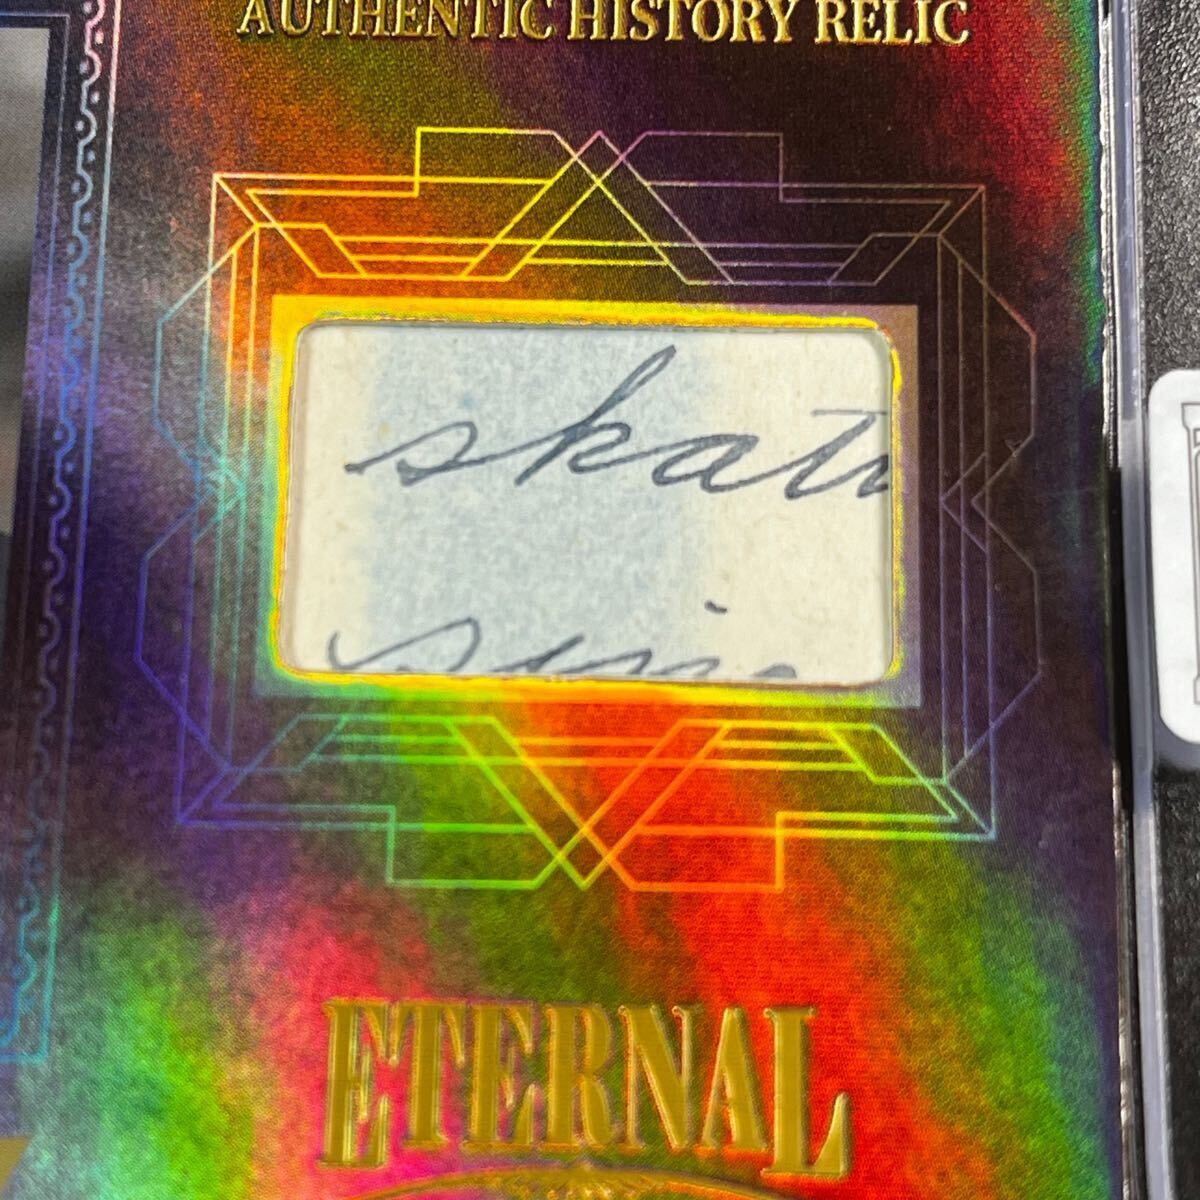 AUTHENTIC HISTORY RELIC
skat
ETERNAL